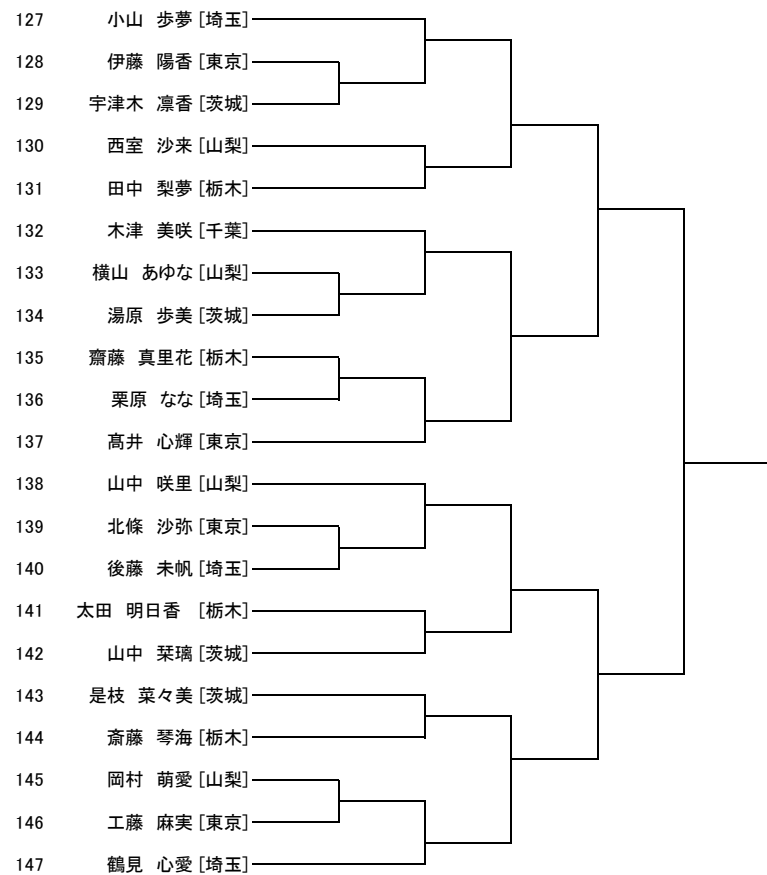 127 小山 歩夢 [埼玉]
128 伊藤 陽香 [東京]
129 宇津木 凛香 [茨城]
130 西室 沙来 [山梨]
131 田中 梨夢 [栃木]
132 木津 美咲 [千葉]
133 横山 あゆな [山梨]
134 湯原 歩美 [茨城]
135 齋藤 真里花 [栃木]
136 栗原 なな [埼玉]
137 髙井 心輝 [東京]
138 山中 咲里 [山梨]
139 北條 沙弥 [東京]
140 後藤 未帆 [埼玉]
141 太田 明日香 [栃木]
142 山中 栞璃 [茨城]
143 是枝 菜々美 [茨城]
144 斎藤 琴海 [栃木]
145 岡村 萌愛 [山梨]
146 工藤 麻実 [東京]
147 鶴見 心愛 [埼玉]